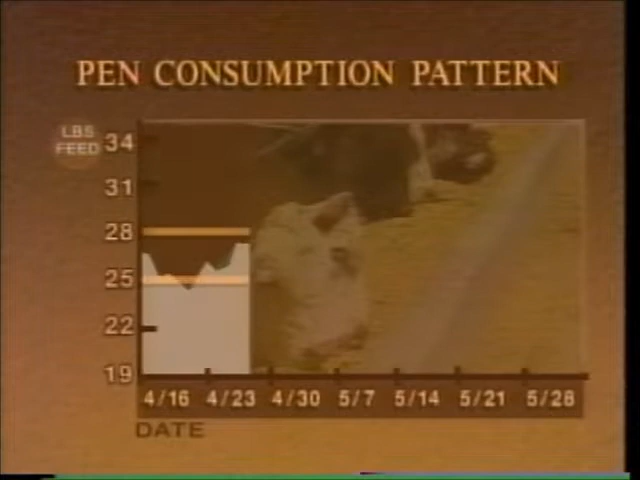 PEN CONSUMPTION PATTERN
LBS
FEED
34
31
28
25
22
19
4/16 4/23 4/30 5/7 5/14 5/21 5/28
DATE